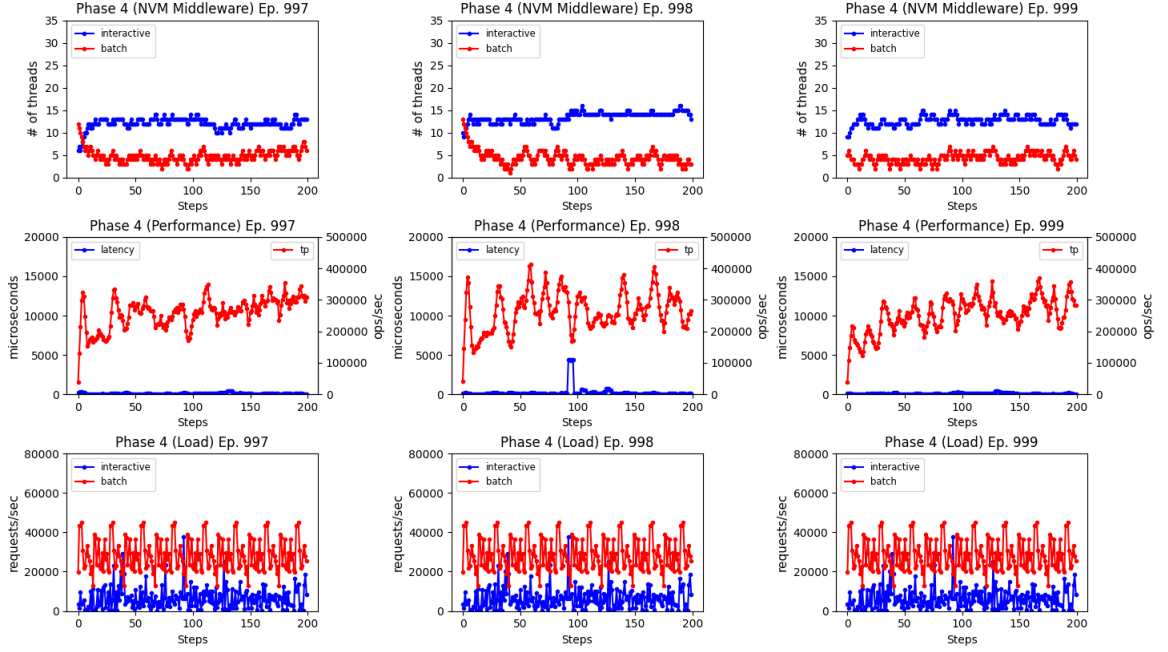 Phase 4 (NVM Middleware) Ep. 997
# of threads
35
30
25
20
15
10
5
0
interactive
batch
0 50 100 150 200
Steps
Phase 4 (NVM Middleware) Ep. 998
# of threads
35
30
25
20
15
10
5
0
interactive
batch
0 50 100 150 200
Steps
Phase 4 (NVM Middleware) Ep. 999
# of threads
35
30
25
20
15
10
5
0
interactive
batch
0 50 100 150 200
Steps
Phase 4 (Performance) Ep. 997
microseconds
20000
15000
10000
5000
0
latency
tp
500000
400000
300000
200000
100000
0
ops/sec
0 50 100 150 200
Steps
Phase 4 (Performance) Ep. 998
microseconds
20000
15000
10000
5000
0
latency
tp
500000
400000
300000
200000
100000
0
ops/sec
0 50 100 150 200
Steps
Phase 4 (Performance) Ep. 999
microseconds
20000
15000
10000
5000
0
latency
tp
500000
400000
300000
200000
100000
0
ops/sec
0 50 100 150 200
Steps
Phase 4 (Load) Ep. 997
requests/sec
80000
60000
40000
20000
0
interactive
batch
0 50 100 150 200
Steps
Phase 4 (Load) Ep. 998
requests/sec
80000
60000
40000
20000
0
interactive
batch
0 50 100 150 200
Steps
Phase 4 (Load) Ep. 999
requests/sec
80000
60000
40000
20000
0
interactive
batch
0 50 100 150 200
Steps